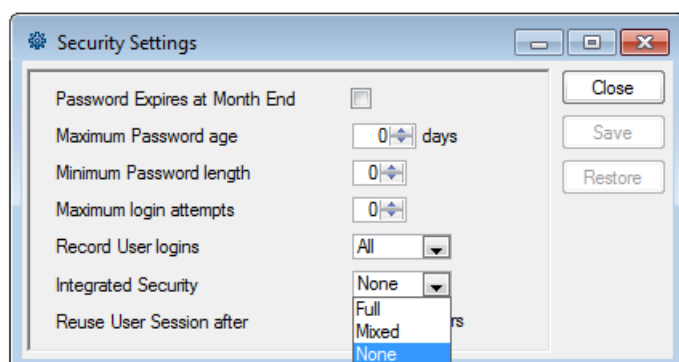 Security Settings
Password Expires at Month End
Close
Maximum Password age 0 days
Save
Minimum Password length 0
Restore
Maximum login attempts 0
Record User logins All
Integrated Security None
Full
Reuse User Session after
Mixed
None